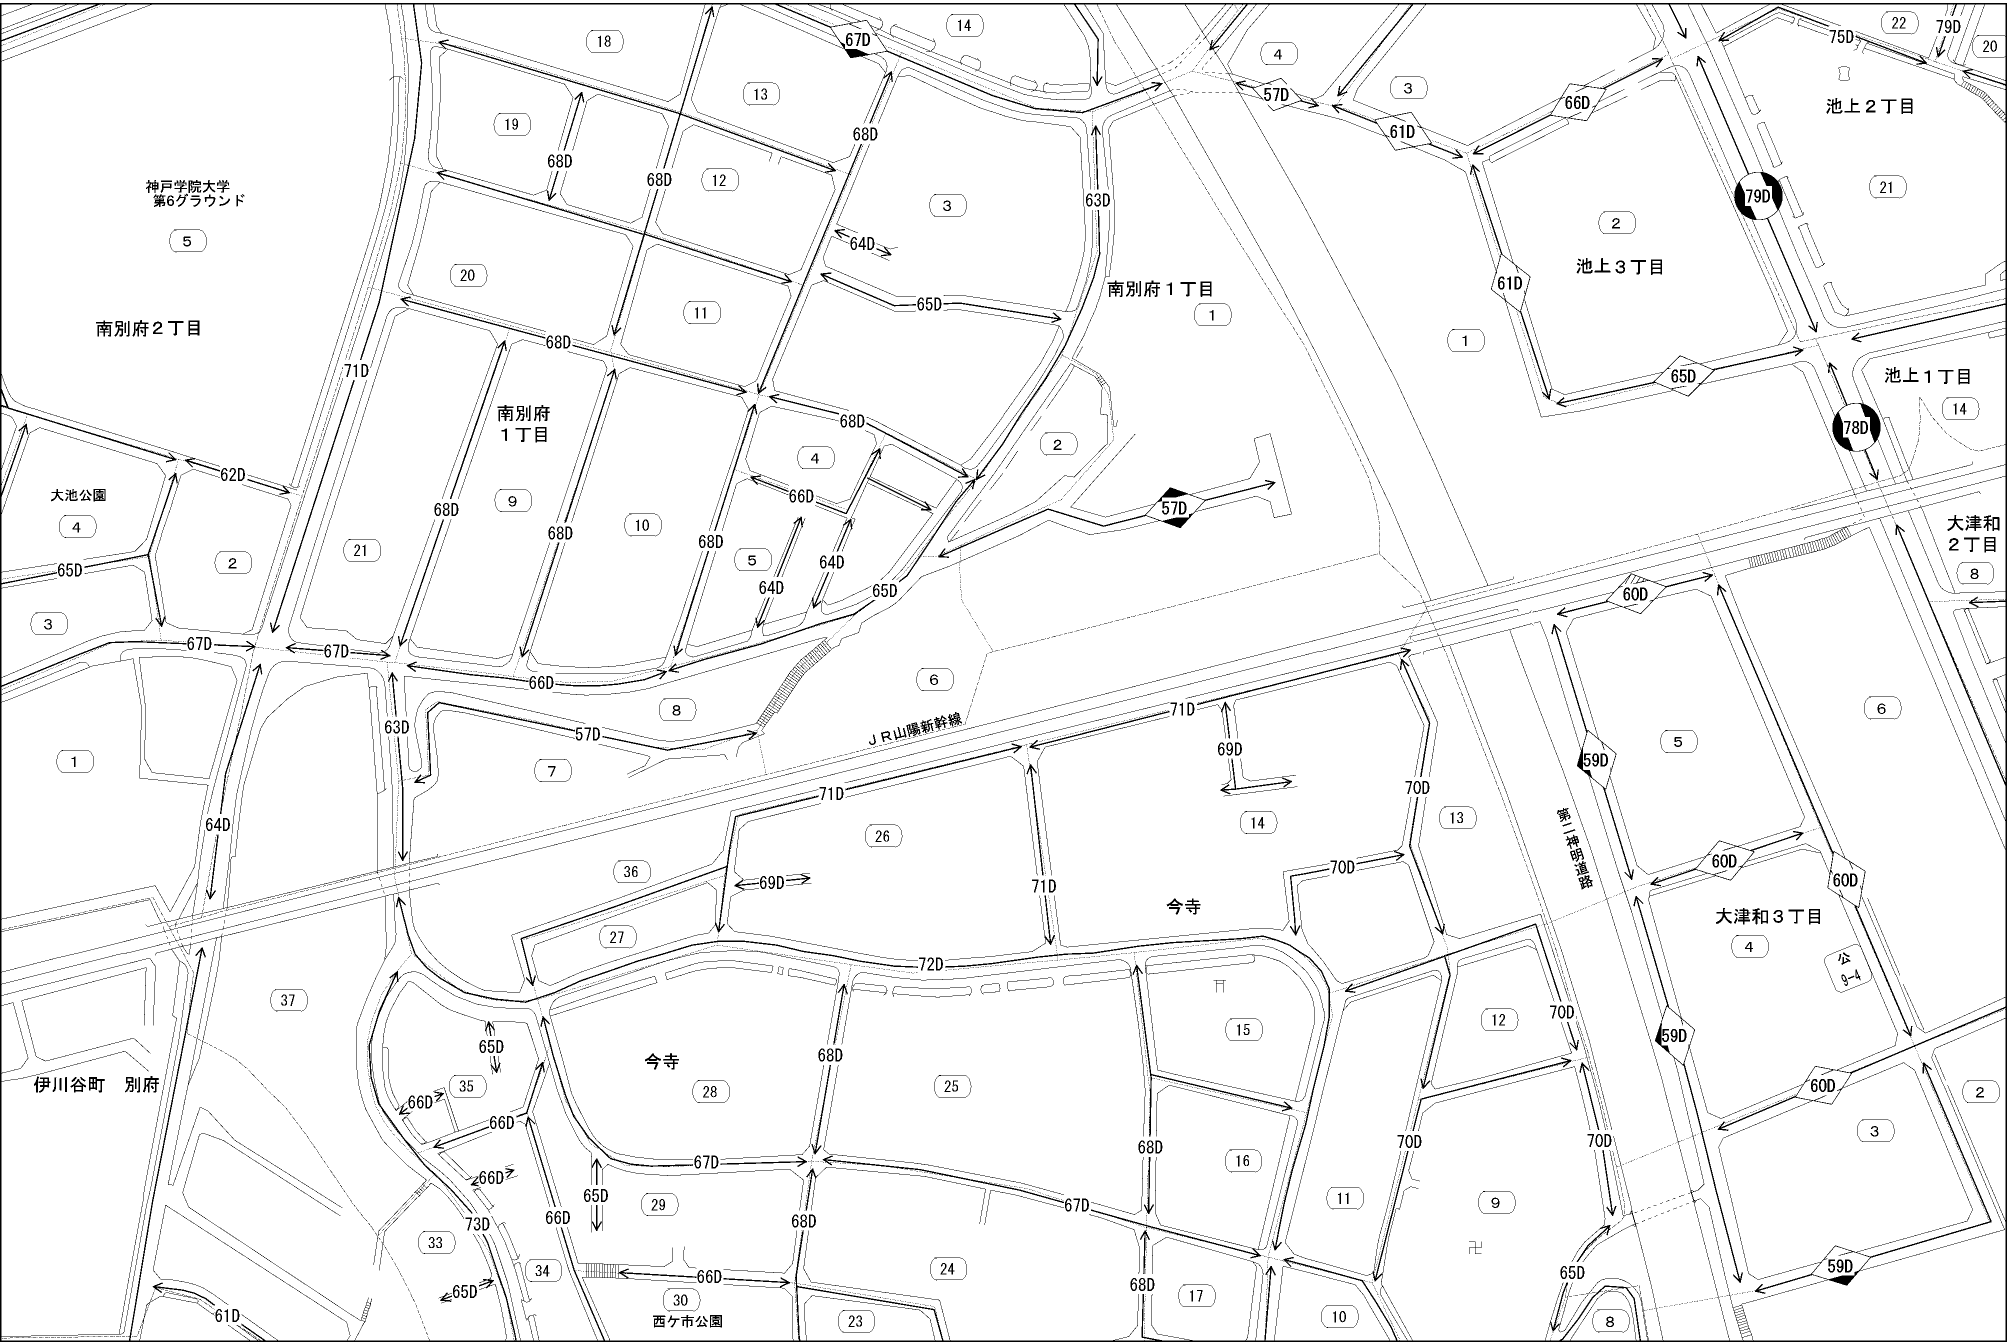 18
67D
14
22
79D
20
75D
4
3
13
57D
66D
池上２丁目
19
68D
61D
68D
68D
12
79D
21
神戸学院大学
第6グラウンド
5
3
63D
2
64D
池上３丁目
20
61D
南別府１丁目
1
65D
11
南別府２丁目
68D
1
71D
65D
池上１丁目
14
南別府
１丁目
68D
78D
2
4
62D
大池公園
66D
9
68D
57D
4
10
68D
68D
大津和
２丁目
21
5
2
65D
64D
64D
65D
8
60D
3
67D
67D
66D
6
8
71D
6
ＪＲ山陽新幹線
63D
57D
5
69D
1
7
59D
71D
70D
64D
26
14
13
第二神明道路
36
70D
60D
69D
71D
60D
今寺
大津和３丁目
27
4
72D
公
9-4
37
70D
12
15
59D
65D
68D
今寺
伊川谷町　別府
35
28
25
60D
2
66D
66D
3
68D
70D
70D
67D
16
66D
65D
11
29
67D
9
73D
66D
68D
33
卍
34
24
66D
65D
65D
59D
68D
30
17
61D
西ケ市公園
23
10
8